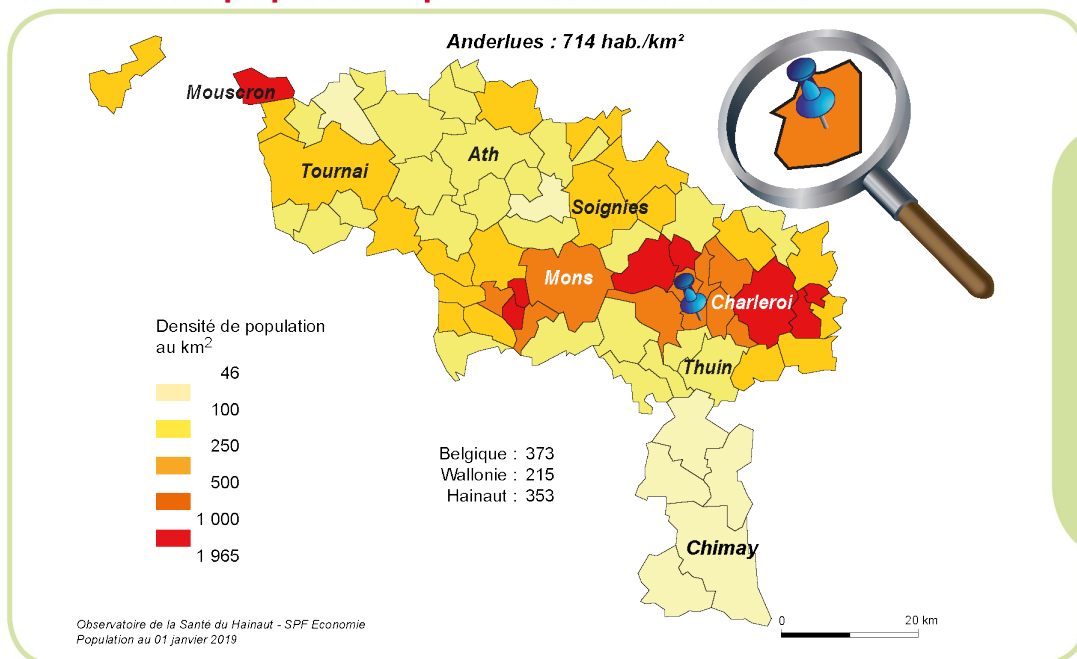 Anderlues : 714 hab./km²
Mouscron
Ath
Tournai
Soignies
Mons
Charleroi
Thuin
Chimay
Densité de population
au km²
46
100
250
500
1 000
1 965
Belgique : 373
Wallonie : 215
Hainaut : 353
Observatoire de la Santé du Hainaut - SPF Economie
Population au 01 janvier 2019
0 20 km